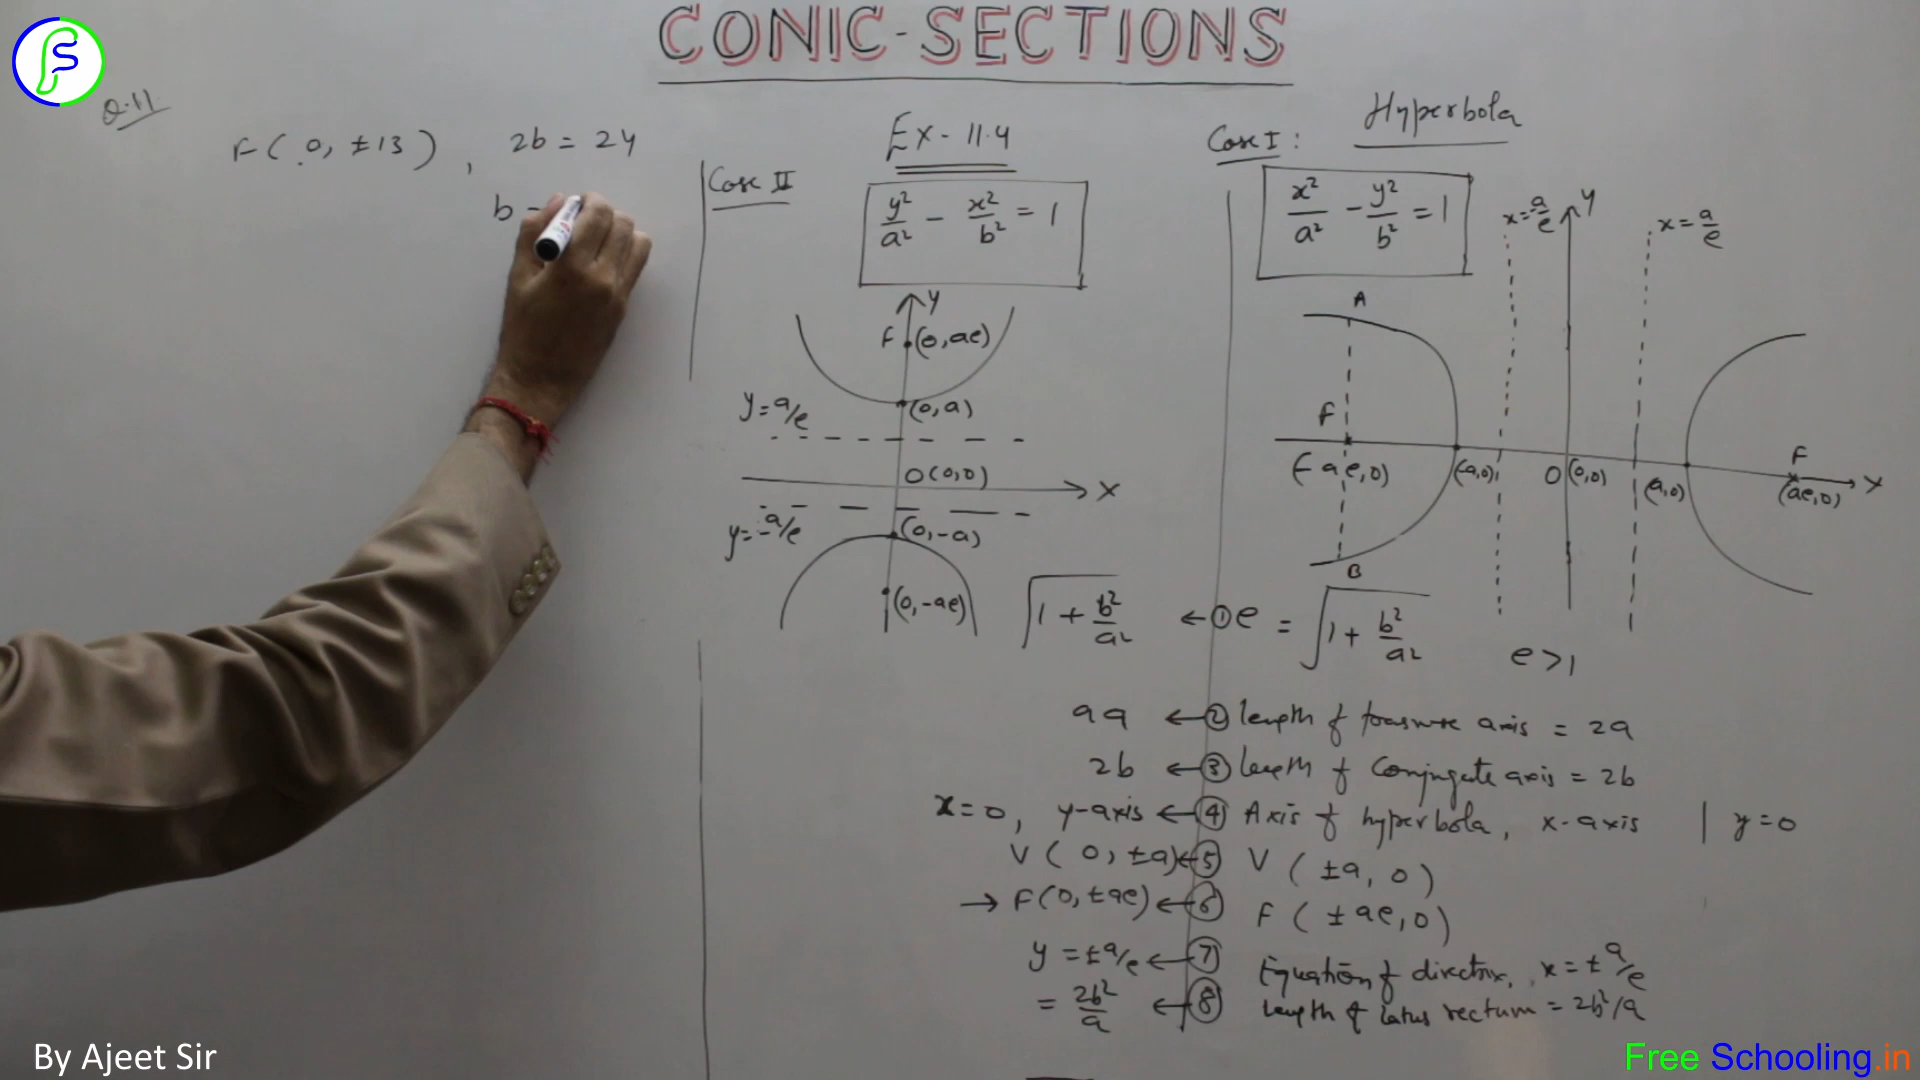 CONIC-SECTIONS
Q.11
F(0, ±13), 2b = 24
b =
Ex-11.4
Case II
y²/a² - x²/b² = 1
y
F (0, ae)
(0, a)
y = a/e
O(0,0)
x
y = -a/e
(0, -a)
(0, -ae)
Hyperbola
Case I :
x²/a² - y²/b² = 1
x = -a/e
y
x = a/e
A
F
(-ae, 0)
(-a,0)
O (0,0)
(a,0)
F
(ae,0)
x
B
√(1 + b²/a²) ← ① e = √(1 + b²/a²)
e > 1
aa ← ② length of transverse axis = 2a
2b ← ③ length of Conjugate axis = 2b
x=0, y-axis ← ④ Axis of hyperbola, x-axis | y=0
V(0, ±a) ← ⑤ V(±a, 0)
→ F(0, ±ae) ← ⑥ F(±ae, 0)
y = ±a/e ← ⑦ Equation of directrix, x = ±a/e
= 2b²/a ← ⑧ length of latus rectum = 2b²/a
By Ajeet Sir
Free Schooling.in